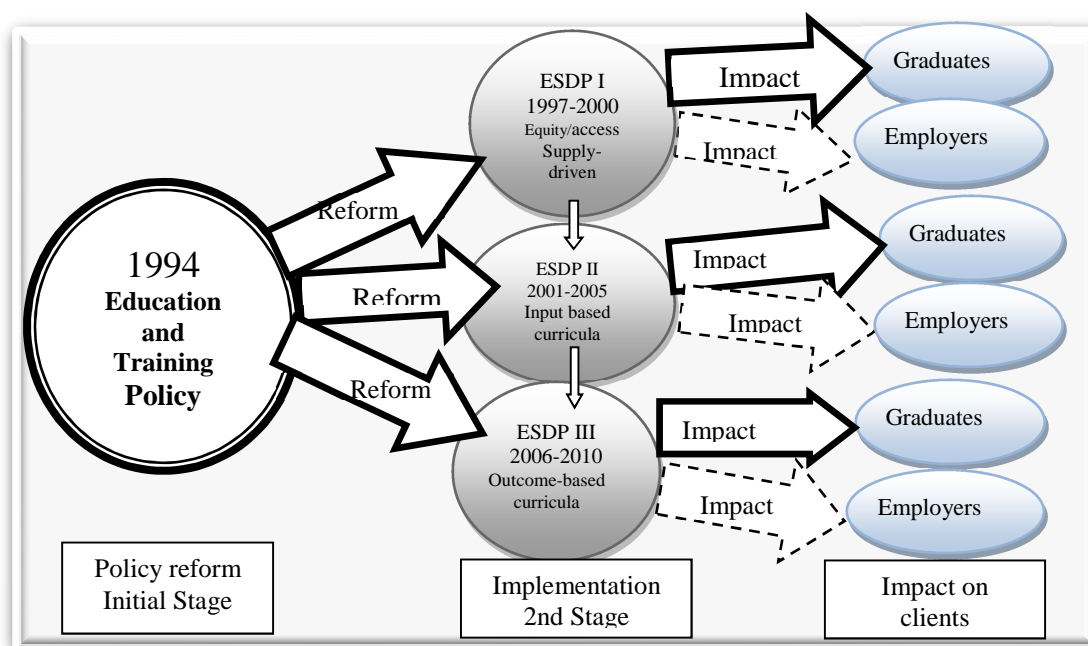 1994
Education
and
Training
Policy
Reform
Reform
Reform
ESDP I
1997-2000
Equity/access
Supply-
driven
ESDP II
2001-2005
Input based
curricula
ESDP III
2006-2010
Outcome-based
curricula
Impact
Impact
Impact
Impact
Impact
Impact
Graduates
Employers
Graduates
Employers
Graduates
Employers
Policy reform
Initial Stage
Implementation
2nd Stage
Impact on
clients